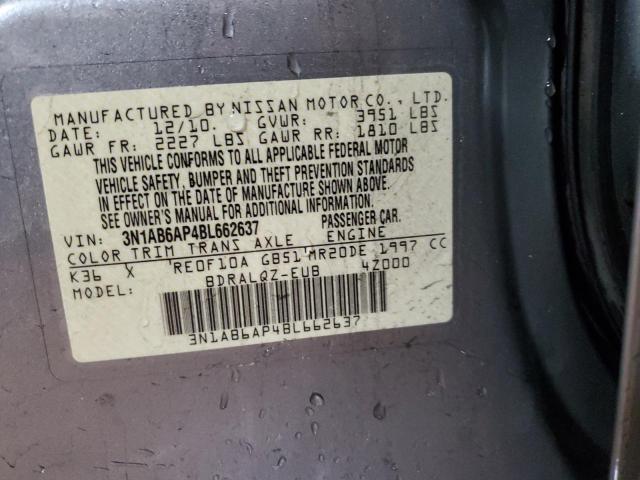 MANUFACTURED BY NISSAN MOTOR CO., LTD.
DATE: 12/10. GVWR: 3951 LBS
GAWR FR: 2227 LBS GAWR RR: 1810 LBS
THIS VEHICLE CONFORMS TO ALL APPLICABLE FEDERAL MOTOR
VEHICLE SAFETY, BUMPER AND THEFT PREVENTION STANDARDS
IN EFFECT ON THE DATE OF MANUFACTURE SHOWN ABOVE.
SEE OWNER'S MANUAL FOR ADDITIONAL INFORMATION.
VIN: 3N1AB6AP4BL662637 PASSENGER CAR.
COLOR TRIM TRANS AXLE ENGINE
K36 X RE0F10A GB51 MR20DE 1997 CC
MODEL: BDRALQZ-EUB 4Z000
3N1AB6AP4BL662637